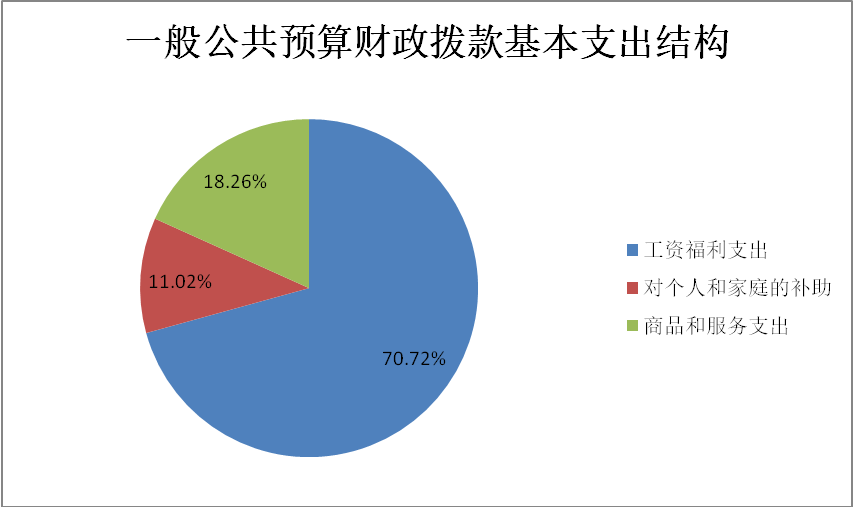 一般公共预算财政拨款基本支出结构
18.26%
11.02%
70.72%
工资福利支出
对个人和家庭的补助
商品和服务支出